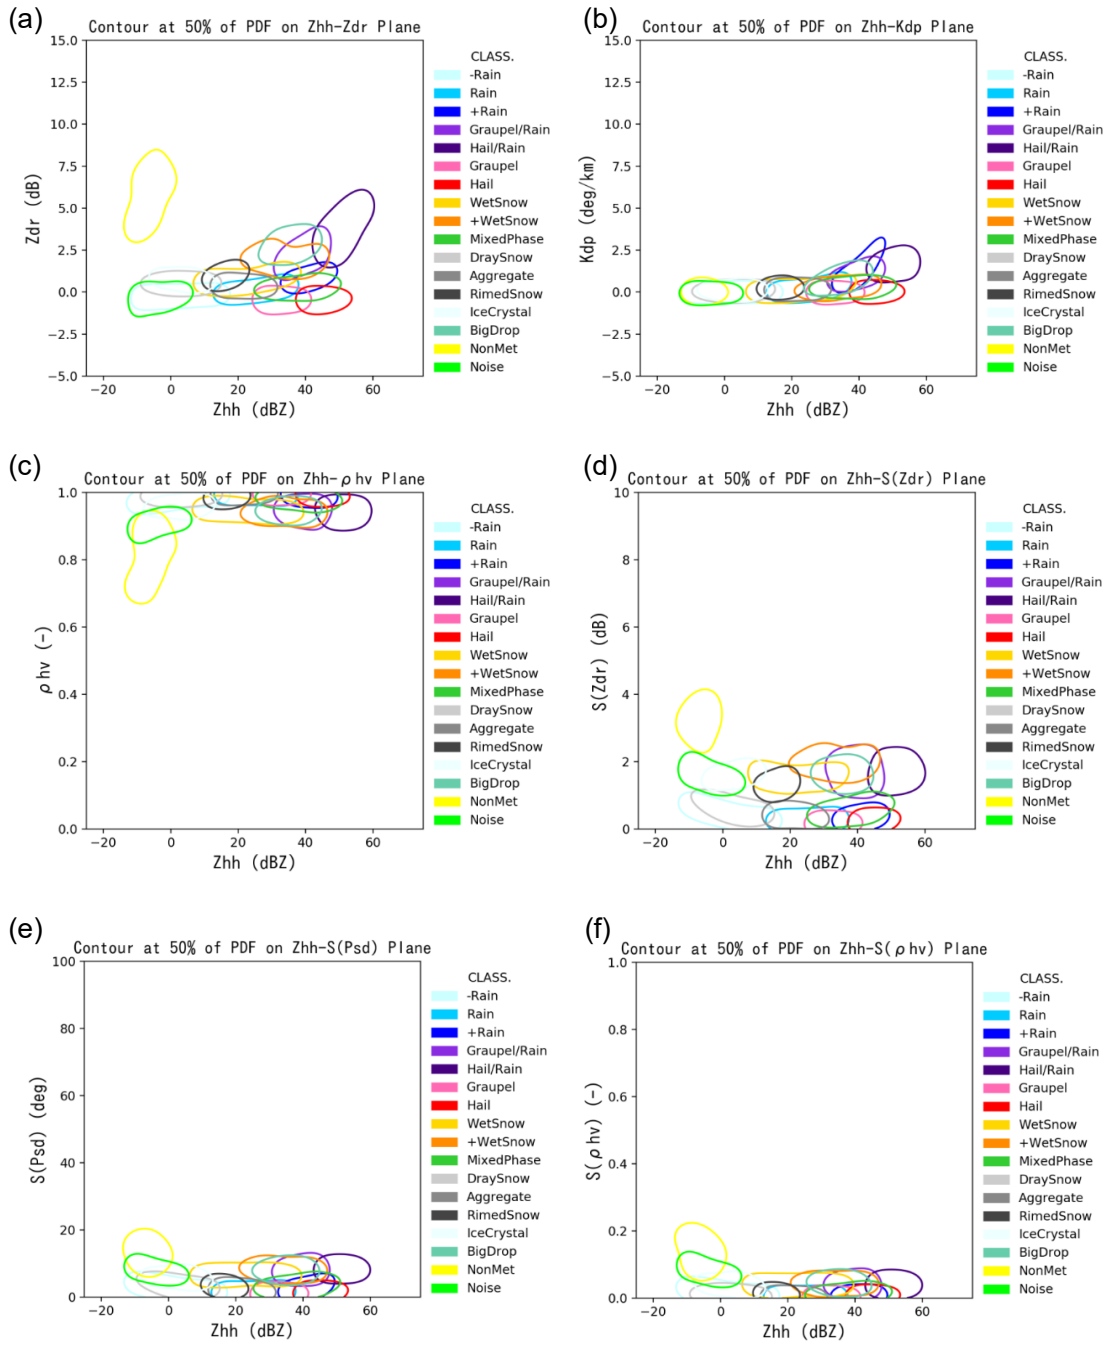 (a)
Contour at 50% of PDF on Zhh-Zdr Plane
15.0
12.5
10.0
7.5
5.0
2.5
0.0
−2.5
−5.0
Zdr (dB)
−20 0 20 40 60
Zhh (dBZ)
CLASS.
-Rain
Rain
+Rain
Graupel/Rain
Hail/Rain
Graupel
Hail
WetSnow
+WetSnow
MixedPhase
DraySnow
Aggregate
RimedSnow
IceCrystal
BigDrop
NonMet
Noise
(b)
Contour at 50% of PDF on Zhh-Kdp Plane
15.0
12.5
10.0
7.5
5.0
2.5
0.0
−2.5
−5.0
Kdp (deg/km)
−20 0 20 40 60
Zhh (dBZ)
CLASS.
-Rain
Rain
+Rain
Graupel/Rain
Hail/Rain
Graupel
Hail
WetSnow
+WetSnow
MixedPhase
DraySnow
Aggregate
RimedSnow
IceCrystal
BigDrop
NonMet
Noise
(c)
Contour at 50% of PDF on Zhh-ρhv Plane
1.0
0.8
0.6
0.4
0.2
0.0
ρhv (-)
−20 0 20 40 60
Zhh (dBZ)
CLASS.
-Rain
Rain
+Rain
Graupel/Rain
Hail/Rain
Graupel
Hail
WetSnow
+WetSnow
MixedPhase
DraySnow
Aggregate
RimedSnow
IceCrystal
BigDrop
NonMet
Noise
(d)
Contour at 50% of PDF on Zhh-S(Zdr) Plane
10
8
6
4
2
0
S(Zdr) (dB)
−20 0 20 40 60
Zhh (dBZ)
CLASS.
-Rain
Rain
+Rain
Graupel/Rain
Hail/Rain
Graupel
Hail
WetSnow
+WetSnow
MixedPhase
DraySnow
Aggregate
RimedSnow
IceCrystal
BigDrop
NonMet
Noise
(e)
Contour at 50% of PDF on Zhh-S(Psd) Plane
100
80
60
40
20
0
S(Psd) (deg)
−20 0 20 40 60
Zhh (dBZ)
CLASS.
-Rain
Rain
+Rain
Graupel/Rain
Hail/Rain
Graupel
Hail
WetSnow
+WetSnow
MixedPhase
DraySnow
Aggregate
RimedSnow
IceCrystal
BigDrop
NonMet
Noise
(f)
Contour at 50% of PDF on Zhh-S(ρhv) Plane
1.0
0.8
0.6
0.4
0.2
0.0
S(ρhv) (-)
−20 0 20 40 60
Zhh (dBZ)
CLASS.
-Rain
Rain
+Rain
Graupel/Rain
Hail/Rain
Graupel
Hail
WetSnow
+WetSnow
MixedPhase
DraySnow
Aggregate
RimedSnow
IceCrystal
BigDrop
NonMet
Noise